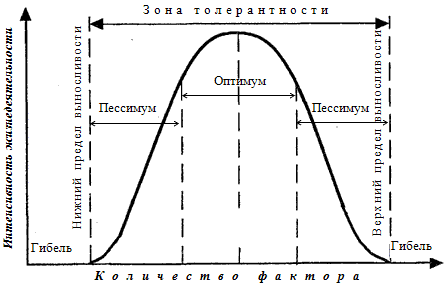 Зона толерантности
Интенсивность жизнедеятельности
Нижний предел выносливости
Верхний предел выносливости
Оптимум
Пессимум
Пессимум
Гибель
Гибель
Количество фактора